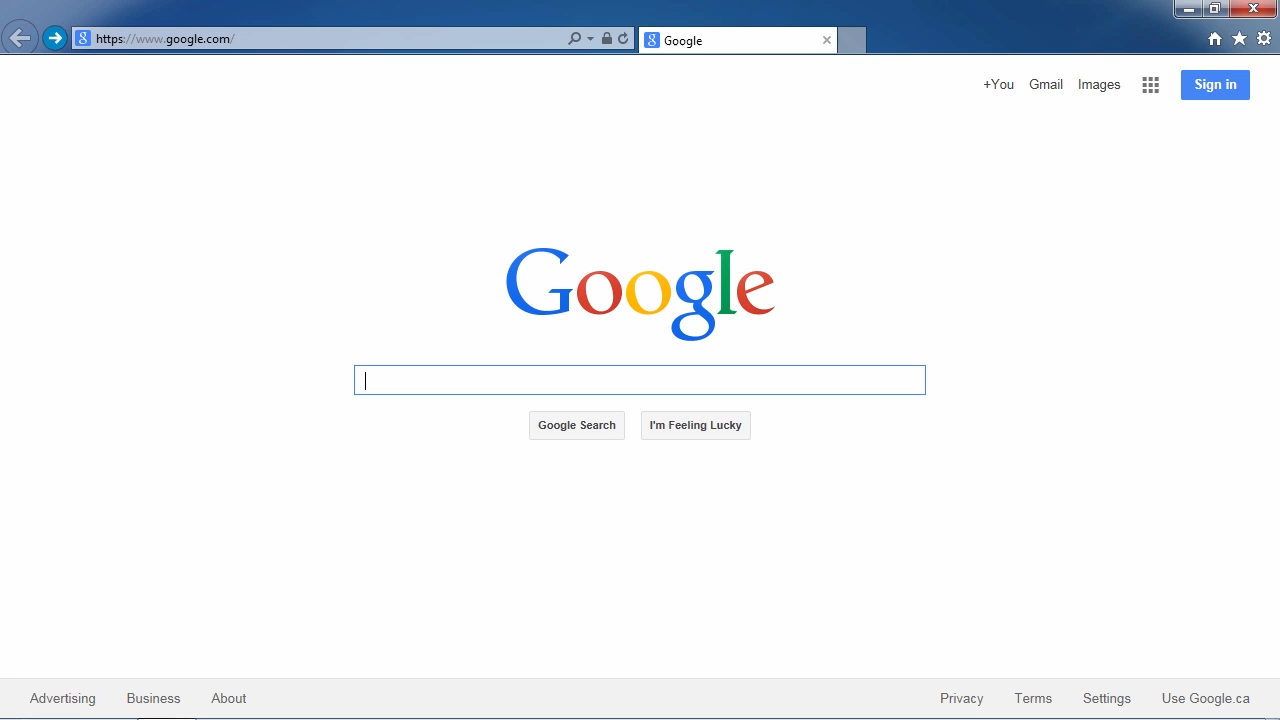 https://www.google.com/
Google
+You Gmail Images Sign in
Google
Google Search I'm Feeling Lucky
Advertising Business About Privacy Terms Settings Use Google.ca